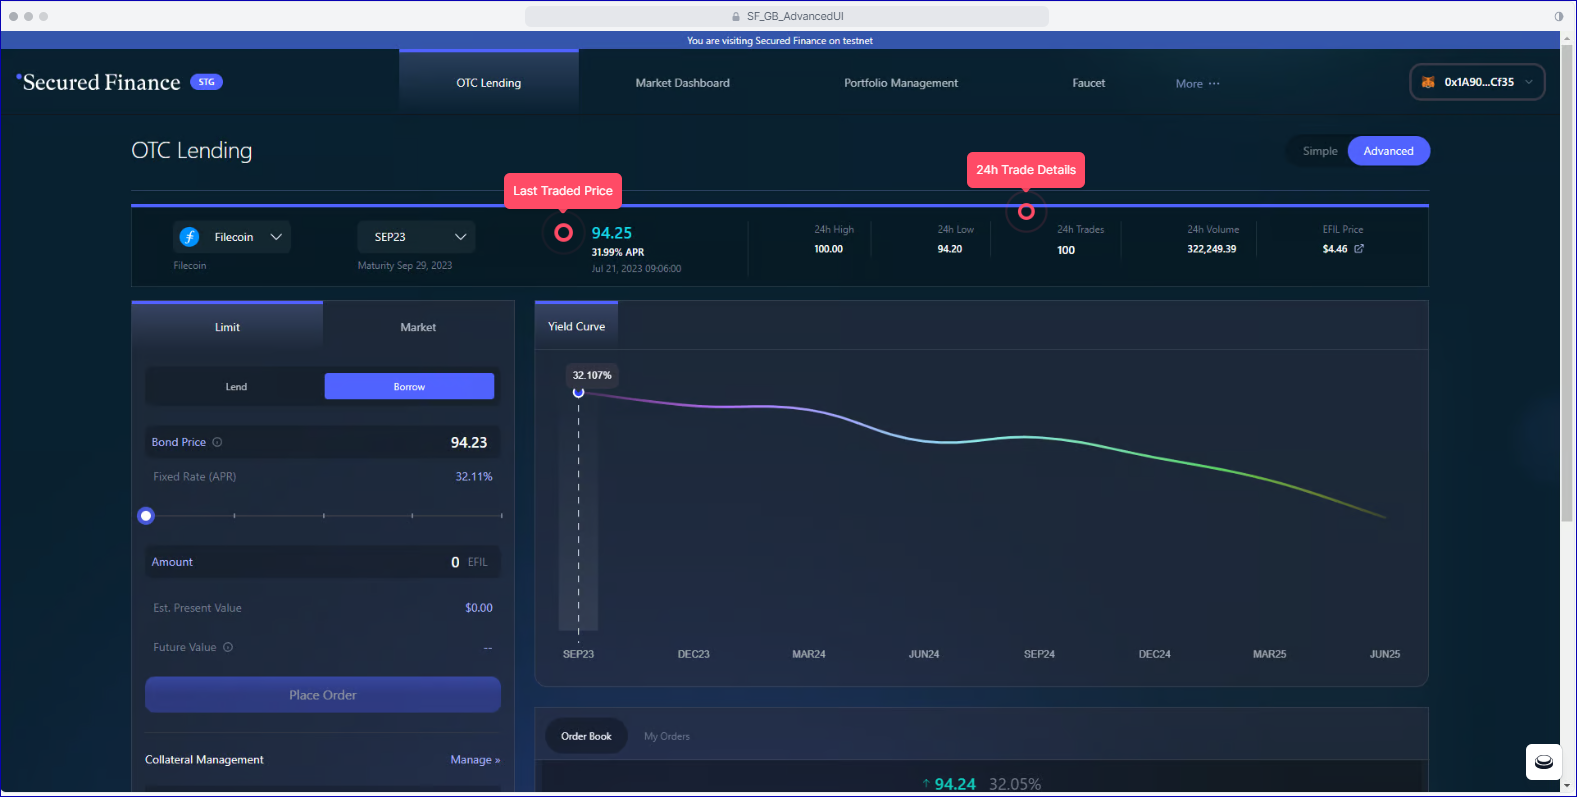 SF_GB_AdvancedUI
You are visiting Secured Finance on testnet
Secured Finance STG
OTC Lending
Market Dashboard
Portfolio Management
Faucet
More ···
0x1A90...Cf35
OTC Lending
Simple
Advanced
Last Traded Price
24h Trade Details
Filecoin
Filecoin
SEP23
Maturity Sep 29, 2023
94.25
31.99% APR
Jul 21, 2023 09:06:00
24h High
100.00
24h Low
94.20
24h Trades
100
24h Volume
322,249.39
EFIL Price
$4.46
Limit
Market
Lend
Borrow
Bond Price 94.23
Fixed Rate (APR) 32.11%
Amount 0 EFIL
Est. Present Value $0.00
Future Value --
Place Order
Collateral Management Manage »
Yield Curve
32.107%
SEP23 DEC23 MAR24 JUN24 SEP24 DEC24 MAR25 JUN25
Order Book
My Orders
↑ 94.24 32.05%